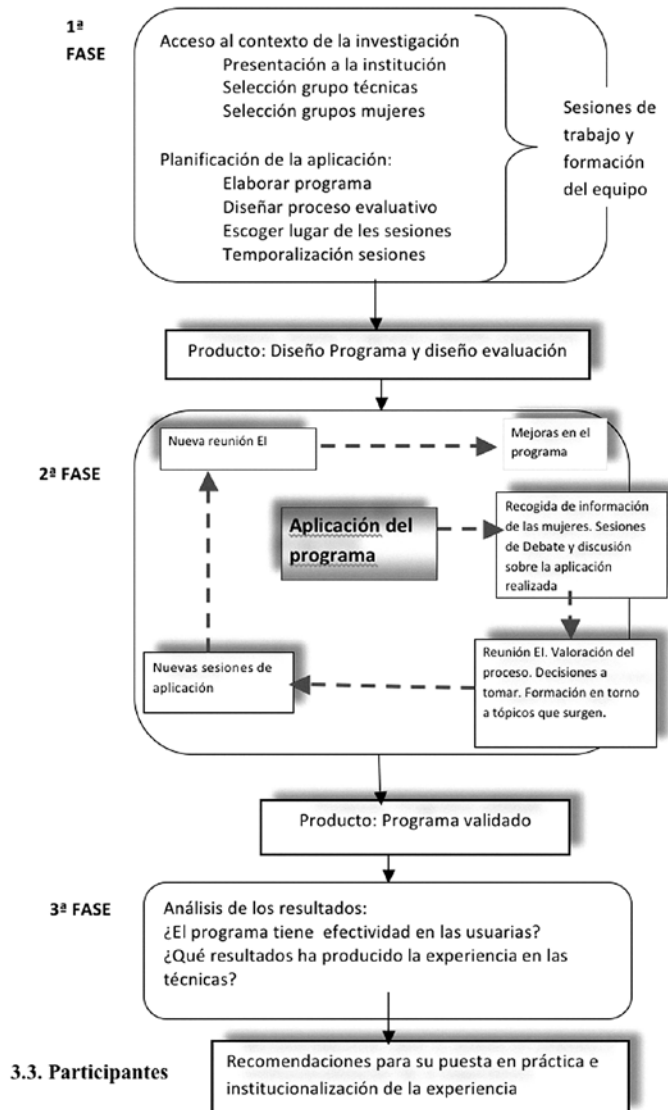 1ª
FASE
Acceso al contexto de la investigación
Presentación a la institución
Selección grupo técnicas
Selección grupos mujeres
Planificación de la aplicación:
Elaborar programa
Diseñar proceso evaluativo
Escoger lugar de les sesiones
Temporalización sesiones
Sesiones de
trabajo y
formación
del equipo
Producto: Diseño Programa y diseño evaluación
2ª FASE
Nueva reunión EI
Mejoras en el
programa
Aplicación del
programa
Recogida de información
de las mujeres. Sesiones
de Debate y discusión
sobre la aplicación
realizada
Nuevas sesiones de
aplicación
Reunión EI. Valoración del
proceso. Decisiones a
tomar. Formación en torno
a tópicos que surgen.
Producto: Programa validado
3ª FASE
Análisis de los resultados:
¿El programa tiene efectividad en las usuarias?
¿Qué resultados ha producido la experiencia en las
técnicas?
3.3. Participantes
Recomendaciones para su puesta en práctica e
institucionalización de la experiencia